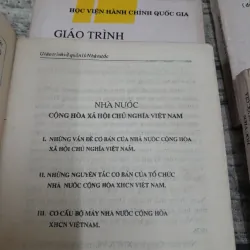 HỌC VIỆN HÀNH CHÍNH QUỐC GIA
GIÁO TRÌNH
NHÀ NƯỚC
CỘNG HÒA XÃ HỘI CHỦ NGHĨA VIỆT NAM
I. NHỮNG VẤN ĐỀ CƠ BẢN CỦA NHÀ NƯỚC CỘNG HÒA
XÃ HỘI CHỦ NGHĨA VIỆT NAM.
II. NHỮNG NGUYÊN TẮC CƠ BẢN CỦA TỔ CHỨC
NHÀ NƯỚC CỘNG HÒA XHCN VIỆT NAM.
III. CƠ CẤU BỘ MÁY NHÀ NƯỚC CỘNG HÒA
XHCN VIỆTNAM.